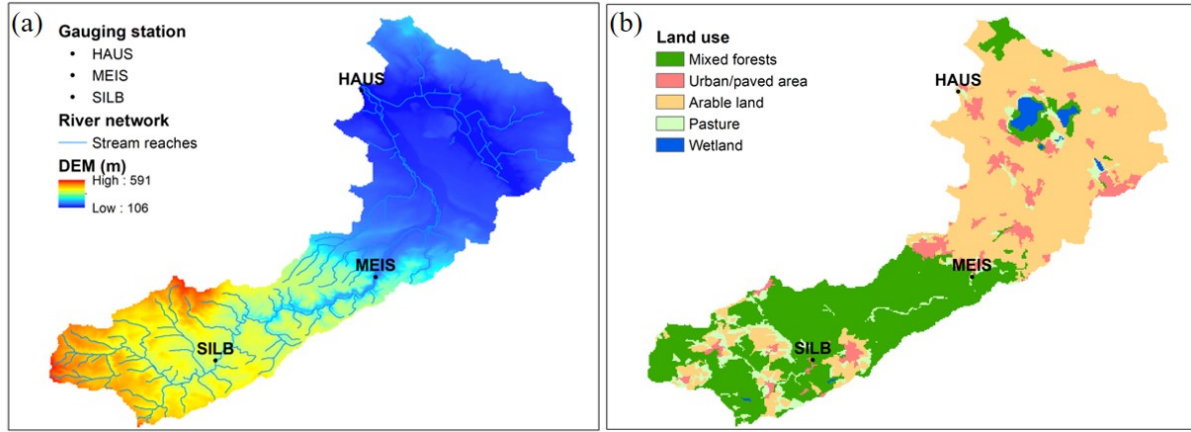 (a)
Gauging station
HAUS
MEIS
SILB
River network
Stream reaches
DEM (m)
High : 591
Low : 106
HAUS
MEIS
SILB
(b)
Land use
Mixed forests
Urban/paved area
Arable land
Pasture
Wetland
HAUS
MEIS
SILB